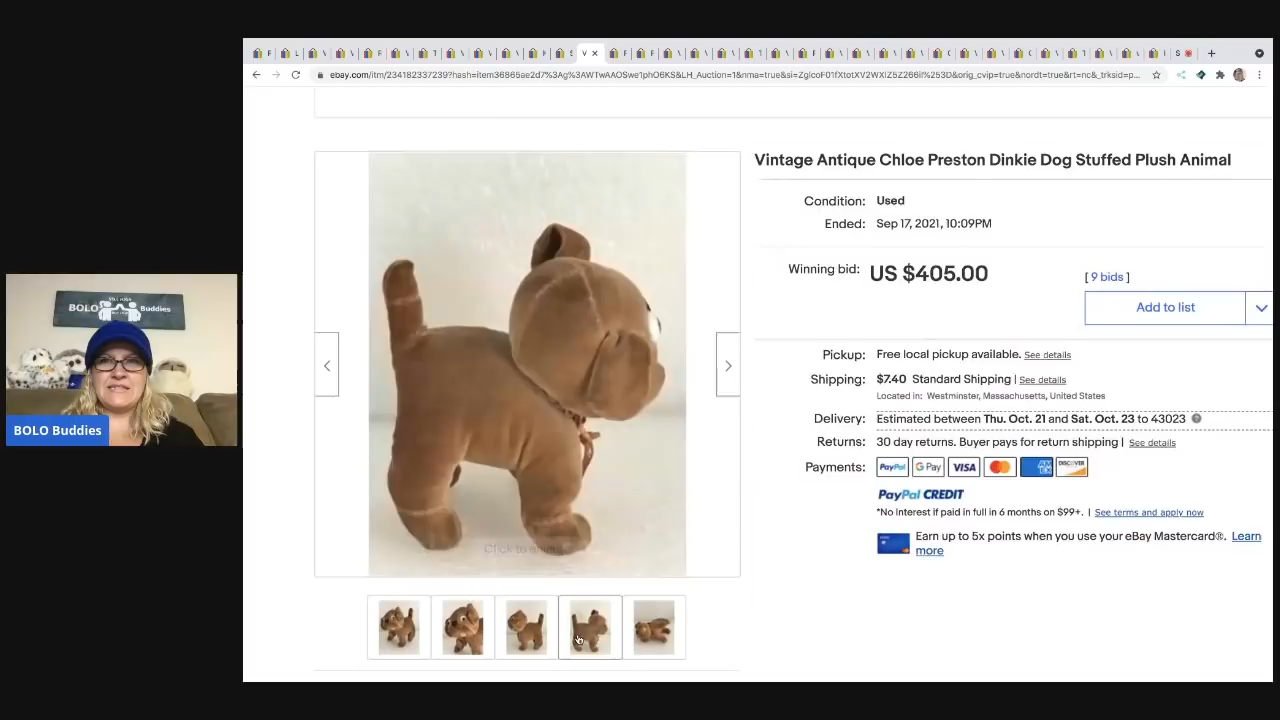 ebay.com/itm/234182337239?hash=item36865ae2d7%3Ag%3AWTwAAOSwe1phO6KS&LH_Auction=1&nma=true&si=ZglcoF01fXtotXV2WXIZ5Z266iI%253D&orig_cvip=true&nordt=true&rt=nc&_trksid=p...
Vintage Antique Chloe Preston Dinkie Dog Stuffed Plush Animal
Condition: Used
Ended: Sep 17, 2021, 10:09PM
Winning bid: US $405.00 [ 9 bids ]
Add to list
Pickup: Free local pickup available. See details
Shipping: $7.40 Standard Shipping | See details
Located in: Westminster, Massachusetts, United States
Delivery: Estimated between Thu. Oct. 21 and Sat. Oct. 23 to 43023
Returns: 30 day returns. Buyer pays for return shipping | See details
Payments: PayPal G Pay VISA DISCOVER
PayPal CREDIT
*No Interest if paid in full in 6 months on $99+. | See terms and apply now
Earn up to 5x points when you use your eBay Mastercard®. Learn
more
BOLO Buddies
BOLO Buddies